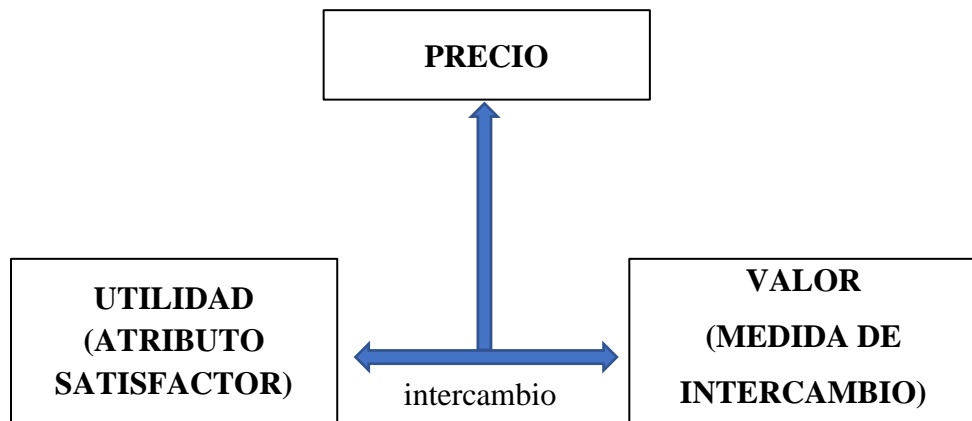 PRECIO
UTILIDAD
(ATRIBUTO
SATISFACTOR)
intercambio
VALOR
(MEDIDA DE
INTERCAMBIO)